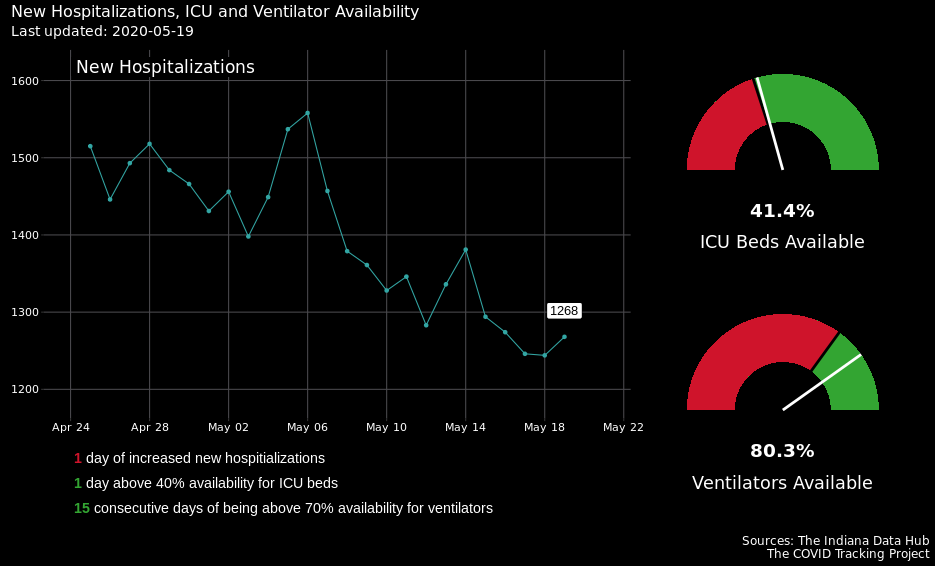 New Hospitalizations, ICU and Ventilator Availability
Last updated: 2020-05-19
New Hospitalizations
1600
1500
1400
1300
1200
1268
Apr 24 Apr 28 May 02 May 06 May 10 May 14 May 18 May 22
41.4%
ICU Beds Available
80.3%
Ventilators Available
1 day of increased new hospitializations
1 day above 40% availability for ICU beds
15 consecutive days of being above 70% availability for ventilators
Sources: The Indiana Data Hub
The COVID Tracking Project